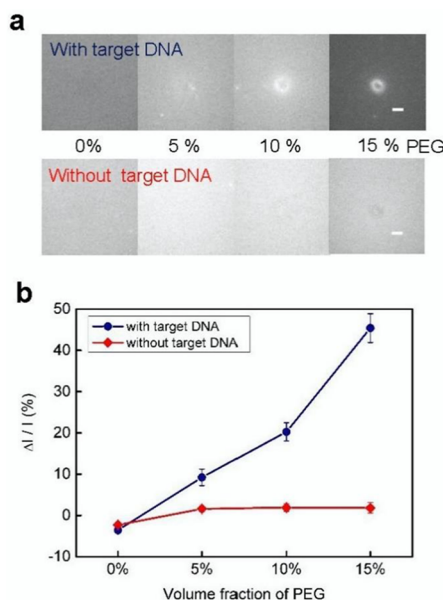 a
With target DNA
0% 5 % 10 % 15 % PEG
Without target DNA
b
50
with target DNA
40
without target DNA
30
20
10
0
-10
ΔI / I (%)
0% 5% 10% 15%
Volume fraction of PEG